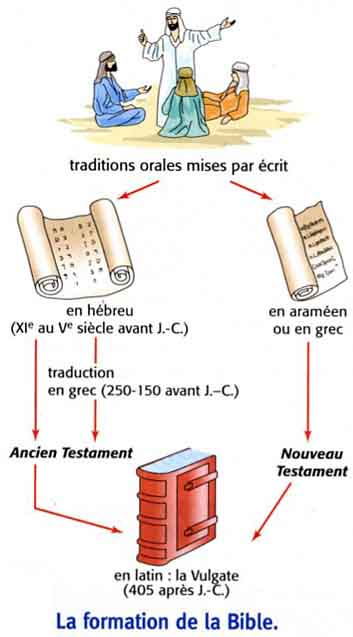 traditions orales mises par écrit
en hébreu
(XIe au Ve siècle avant J.-C.)
en araméen
ou en grec
traduction
en grec (250-150 avant J.–C.)
Ancien Testament
Nouveau
Testament
en latin : la Vulgate
(405 après J.-C.)
La formation de la Bible.